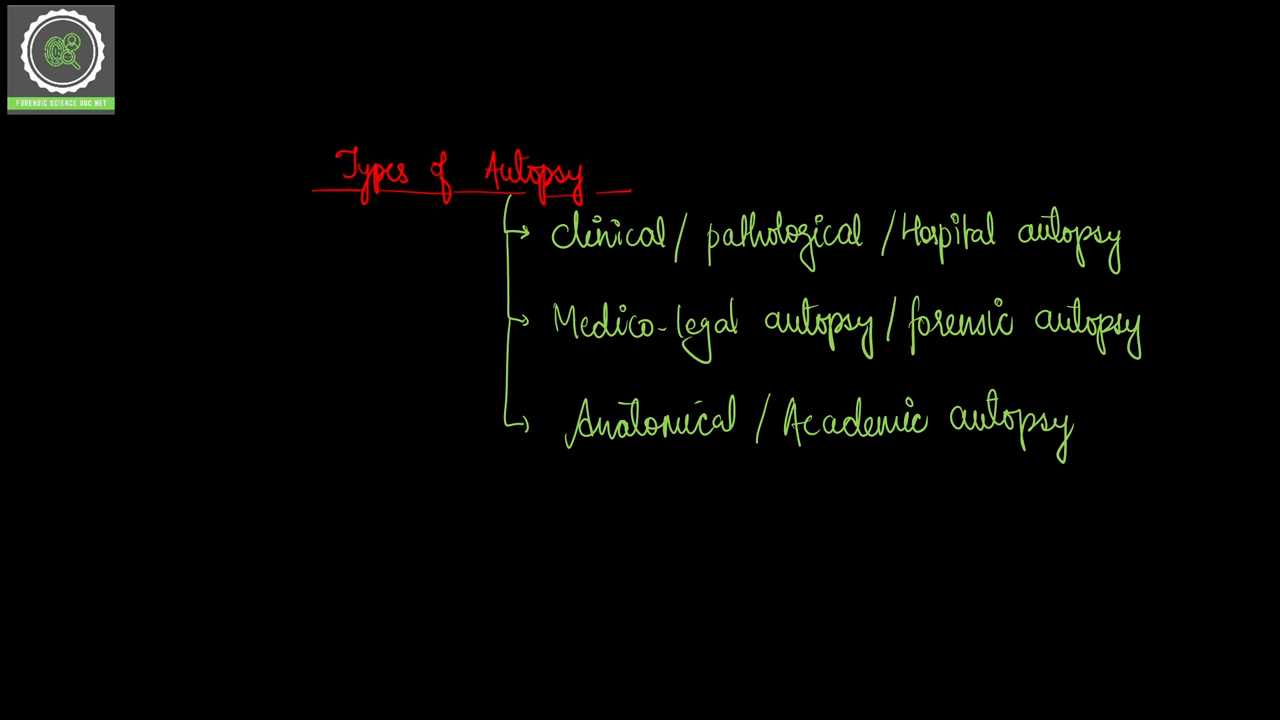 FORENSIC SCIENCE UGC NET
Types of Autopsy
Clinical / pathological / Hospital autopsy
Medico-legal autopsy / forensic autopsy
Anatomical / Academic autopsy